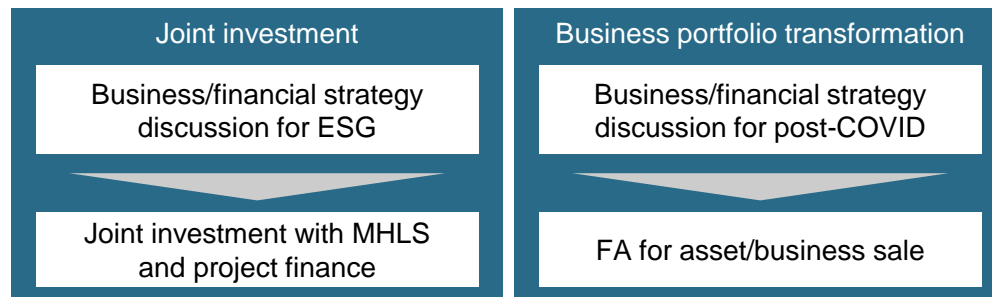 Joint investment
Business/financial strategy
discussion for ESG
Joint investment with MHLS
and project finance
Business portfolio transformation
Business/financial strategy
discussion for post-COVID
FA for asset/business sale